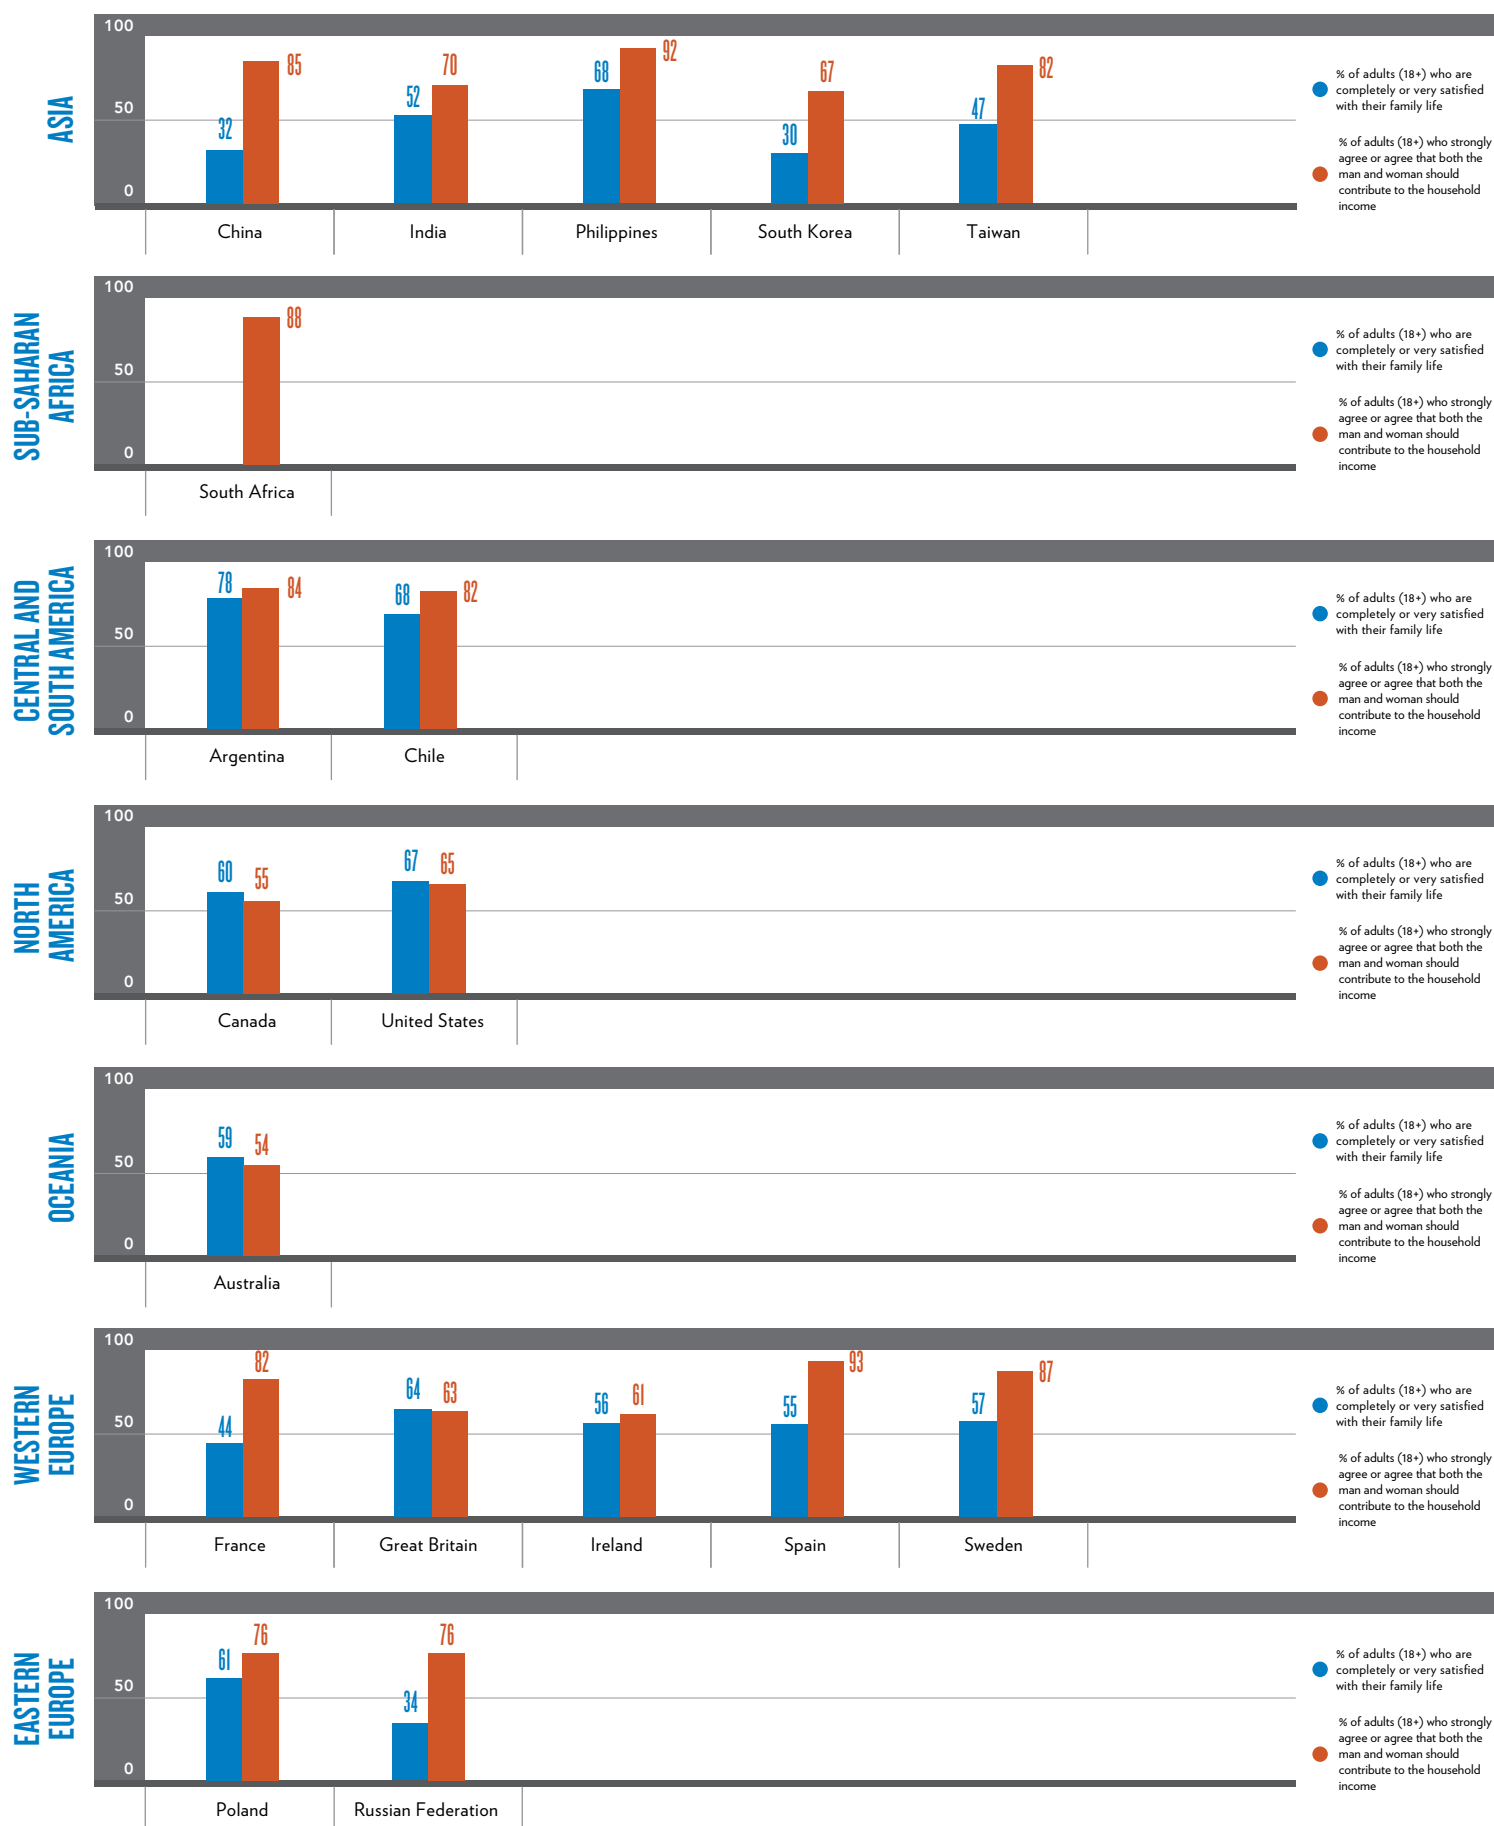 100
50
0
ASIA
32
85
52
70
68
92
30
67
47
82
China
India
Philippines
South Korea
Taiwan
% of adults (18+) who are
completely or very satisfied
with their family life
% of adults (18+) who strongly
agree or agree that both the
man and woman should
contribute to the household
income
100
50
0
SUB-SAHARAN
AFRICA
88
South Africa
% of adults (18+) who are
completely or very satisfied
with their family life
% of adults (18+) who strongly
agree or agree that both the
man and woman should
contribute to the household
income
100
50
0
CENTRAL AND
SOUTH AMERICA
78
84
68
82
Argentina
Chile
% of adults (18+) who are
completely or very satisfied
with their family life
% of adults (18+) who strongly
agree or agree that both the
man and woman should
contribute to the household
income
100
50
0
NORTH
AMERICA
60
55
67
65
Canada
United States
% of adults (18+) who are
completely or very satisfied
with their family life
% of adults (18+) who strongly
agree or agree that both the
man and woman should
contribute to the household
income
100
50
0
OCEANIA
59
54
Australia
% of adults (18+) who are
completely or very satisfied
with their family life
% of adults (18+) who strongly
agree or agree that both the
man and woman should
contribute to the household
income
100
50
0
WESTERN
EUROPE
44
82
64
63
56
61
55
93
57
87
France
Great Britain
Ireland
Spain
Sweden
% of adults (18+) who are
completely or very satisfied
with their family life
% of adults (18+) who strongly
agree or agree that both the
man and woman should
contribute to the household
income
100
50
0
EASTERN
EUROPE
61
76
34
76
Poland
Russian Federation
% of adults (18+) who are
completely or very satisfied
with their family life
% of adults (18+) who strongly
agree or agree that both the
man and woman should
contribute to the household
income